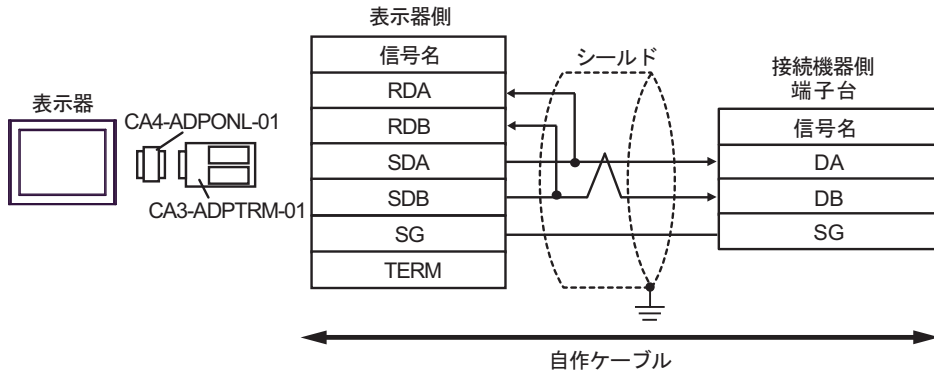 表示器
CA4-ADPONL-01
CA3-ADPTRM-01
表示器側
信号名
RDA
RDB
SDA
SDB
SG
TERM
シールド
接続機器側
端子台
信号名
DA
DB
SG
自作ケーブル